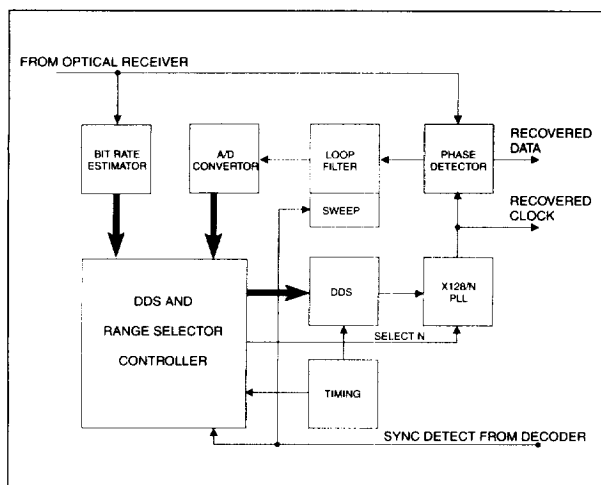 FROM OPTICAL RECEIVER
BIT RATE
ESTIMATOR
A/D
CONVERTOR
LOOP
FILTER
SWEEP
PHASE
DETECTOR
RECOVERED
DATA
RECOVERED
CLOCK
DDS AND
RANGE SELECTOR
CONTROLLER
DDS
X128/N
PLL
SELECT N
TIMING
SYNC DETECT FROM DECODER